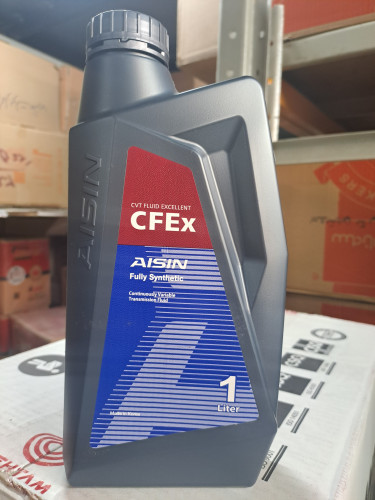 AISIN
CVT FLUID EXCELLENT
CFEx
AISIN
Fully Synthetic
Continuously Variable
Transmission Fluid
1
Liter
Made in Korea